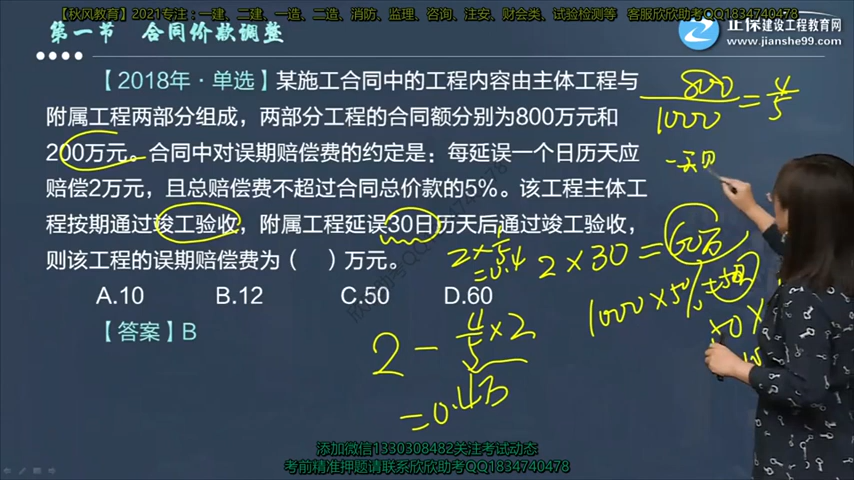 【秋风教育】2021专注：一建、二建、一造、二造、消防、监理、咨询、注安、财会类、试验检测等 客服欣欣助考QQ1834740478
第一节 合同价款调整
正保建设工程教育网
www.jianshe99.com
【2018年·单选】某施工合同中的工程内容由主体工程与
附属工程两部分组成，两部分工程的合同额分别为800万元和
200万元。合同中对误期赔偿费的约定是：每延误一个日历天应
赔偿2万元，且总赔偿费不超过合同总价款的5%。该工程主体工
程按期通过竣工验收，附属工程延误30日历天后通过竣工验收，
则该工程的误期赔偿费为（ ）万元。
A.10 B.12 C.50 D.60
【答案】B
800
1000
= 4/5
2×1/5
=0.4
2×30=60万
1000×5%
2-4/5×2
=0.4万
添加微信1330308482关注考试动态
考前精准押题请联系欣欣助考QQ1834740478